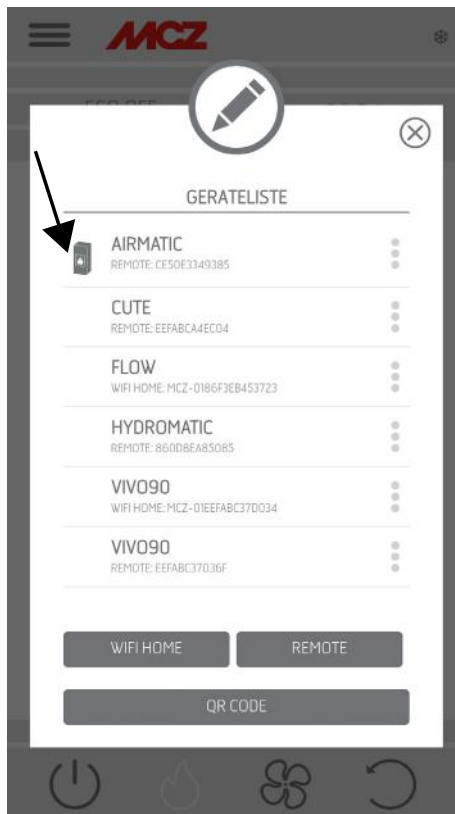 MCZ
GERATELISTE
AIRMATIC
REMOTE: CE50E3349385
CUTE
REMOTE: EEFABCA4EC04
FLOW
WIFI HOME: MCZ-0186F3EB453723
HYDROMATIC
REMOTE: 860D8EA85085
VIVO90
WIFI HOME: MCZ-01EEFABC37D034
VIVO90
REMOTE: EEFABC37036F
WIFI HOME
REMOTE
QR CODE